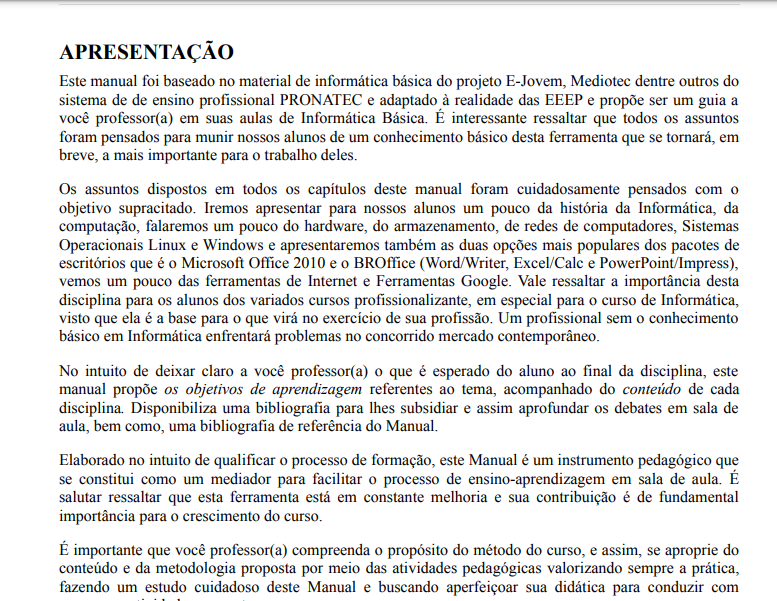 APRESENTAÇÃO
Este manual foi baseado no material de informática básica do projeto E-Jovem, Mediotec dentre outros do
sistema de de ensino profissional PRONATEC e adaptado à realidade das EEEP e propõe ser um guia a
você professor(a) em suas aulas de Informática Básica. É interessante ressaltar que todos os assuntos
foram pensados para munir nossos alunos de um conhecimento básico desta ferramenta que se tornará, em
breve, a mais importante para o trabalho deles.
Os assuntos dispostos em todos os capítulos deste manual foram cuidadosamente pensados com o
objetivo supracitado. Iremos apresentar para nossos alunos um pouco da história da Informática, da
computação, falaremos um pouco do hardware, do armazenamento, de redes de computadores, Sistemas
Operacionais Linux e Windows e apresentaremos também as duas opções mais populares dos pacotes de
escritórios que é o Microsoft Office 2010 e o BROffice (Word/Writer, Excel/Calc e PowerPoint/Impress),
vemos um pouco das ferramentas de Internet e Ferramentas Google. Vale ressaltar a importância desta
disciplina para os alunos dos variados cursos profissionalizante, em especial para o curso de Informática,
visto que ela é a base para o que virá no exercício de sua profissão. Um profissional sem o conhecimento
básico em Informática enfrentará problemas no concorrido mercado contemporâneo.
No intuito de deixar claro a você professor(a) o que é esperado do aluno ao final da disciplina, este
manual propõe os objetivos de aprendizagem referentes ao tema, acompanhado do conteúdo de cada
disciplina. Disponibiliza uma bibliografia para lhes subsidiar e assim aprofundar os debates em sala de
aula, bem como, uma bibliografia de referência do Manual.
Elaborado no intuito de qualificar o processo de formação, este Manual é um instrumento pedagógico que
se constitui como um mediador para facilitar o processo de ensino-aprendizagem em sala de aula. É
salutar ressaltar que esta ferramenta está em constante melhoria e sua contribuição é de fundamental
importância para o crescimento do curso.
É importante que você professor(a) compreenda o propósito do método do curso, e assim, se aproprie do
conteúdo e da metodologia proposta por meio das atividades pedagógicas valorizando sempre a prática,
fazendo um estudo cuidadoso deste Manual e buscando aperfeiçoar sua didática para conduzir com